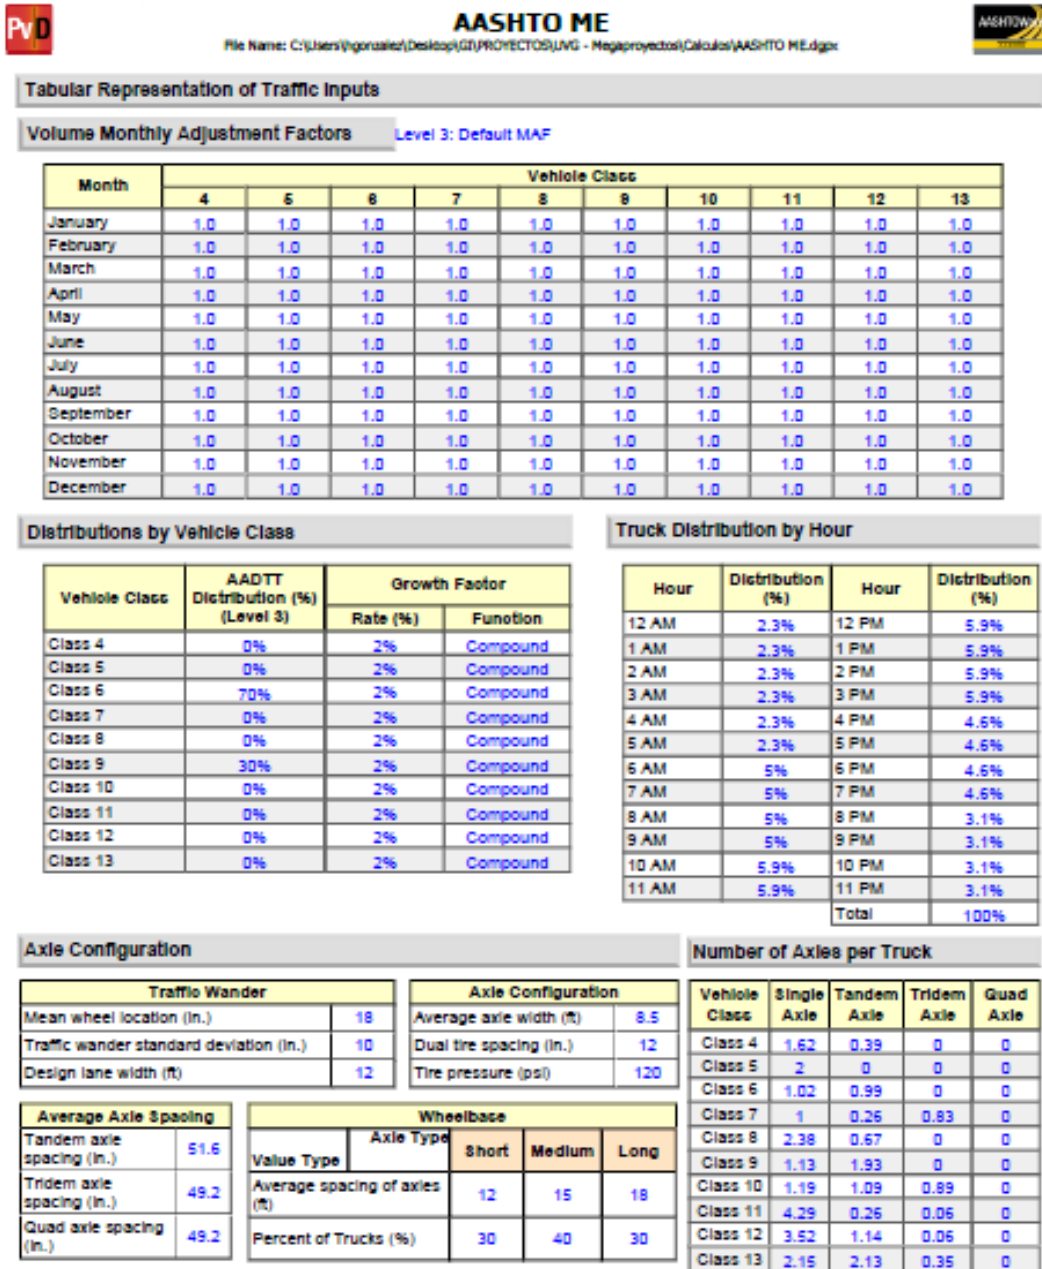 PvD
AASHTO ME
File Name: C:\Users\hgonzalez\Desktop\GI\PROYECTOS\UVG - Megaproyectos\Calculos\AASHTO ME.dgpx
AASHTOWare
Tabular Representation of Traffic Inputs
Volume Monthly Adjustment Factors Level 3: Default MAF
Month Vehicle Class
4 5 6 7 8 9 10 11 12 13
January 1.0 1.0 1.0 1.0 1.0 1.0 1.0 1.0 1.0 1.0
February 1.0 1.0 1.0 1.0 1.0 1.0 1.0 1.0 1.0 1.0
March 1.0 1.0 1.0 1.0 1.0 1.0 1.0 1.0 1.0 1.0
April 1.0 1.0 1.0 1.0 1.0 1.0 1.0 1.0 1.0 1.0
May 1.0 1.0 1.0 1.0 1.0 1.0 1.0 1.0 1.0 1.0
June 1.0 1.0 1.0 1.0 1.0 1.0 1.0 1.0 1.0 1.0
July 1.0 1.0 1.0 1.0 1.0 1.0 1.0 1.0 1.0 1.0
August 1.0 1.0 1.0 1.0 1.0 1.0 1.0 1.0 1.0 1.0
September 1.0 1.0 1.0 1.0 1.0 1.0 1.0 1.0 1.0 1.0
October 1.0 1.0 1.0 1.0 1.0 1.0 1.0 1.0 1.0 1.0
November 1.0 1.0 1.0 1.0 1.0 1.0 1.0 1.0 1.0 1.0
December 1.0 1.0 1.0 1.0 1.0 1.0 1.0 1.0 1.0 1.0
Distributions by Vehicle Class
Vehicle Class AADTT Distribution (%) (Level 3) Growth Factor
Rate (%) Function
Class 4 0% 2% Compound
Class 5 0% 2% Compound
Class 6 70% 2% Compound
Class 7 0% 2% Compound
Class 8 0% 2% Compound
Class 9 30% 2% Compound
Class 10 0% 2% Compound
Class 11 0% 2% Compound
Class 12 0% 2% Compound
Class 13 0% 2% Compound
Truck Distribution by Hour
Hour Distribution (%) Hour Distribution (%)
12 AM 2.3% 12 PM 5.9%
1 AM 2.3% 1 PM 5.9%
2 AM 2.3% 2 PM 5.9%
3 AM 2.3% 3 PM 5.9%
4 AM 2.3% 4 PM 4.6%
5 AM 2.3% 5 PM 4.6%
6 AM 5% 6 PM 4.6%
7 AM 5% 7 PM 4.6%
8 AM 5% 8 PM 3.1%
9 AM 5% 9 PM 3.1%
10 AM 5.9% 10 PM 3.1%
11 AM 5.9% 11 PM 3.1%
Total 100%
Axle Configuration
Traffic Wander
Mean wheel location (in.) 18
Traffic wander standard deviation (in.) 10
Design lane width (ft) 12
Axle Configuration
Average axle width (ft) 8.5
Dual tire spacing (in.) 12
Tire pressure (psi) 120
Average Axle Spacing
Tandem axle spacing (in.) 51.6
Tridem axle spacing (in.) 49.2
Quad axle spacing (in.) 49.2
Wheelbase
Value Type Axle Type Short Medium Long
Average spacing of axles (ft) 12 15 18
Percent of Trucks (%) 30 40 30
Number of Axles per Truck
Vehicle Class Single Axle Tandem Axle Tridem Axle Quad Axle
Class 4 1.62 0.39 0 0
Class 5 2 0 0 0
Class 6 1.02 0.99 0 0
Class 7 1 0.26 0.83 0
Class 8 2.38 0.67 0 0
Class 9 1.13 1.93 0 0
Class 10 1.19 1.09 0.89 0
Class 11 4.29 0.26 0.06 0
Class 12 3.52 1.14 0.06 0
Class 13 2.15 2.13 0.35 0